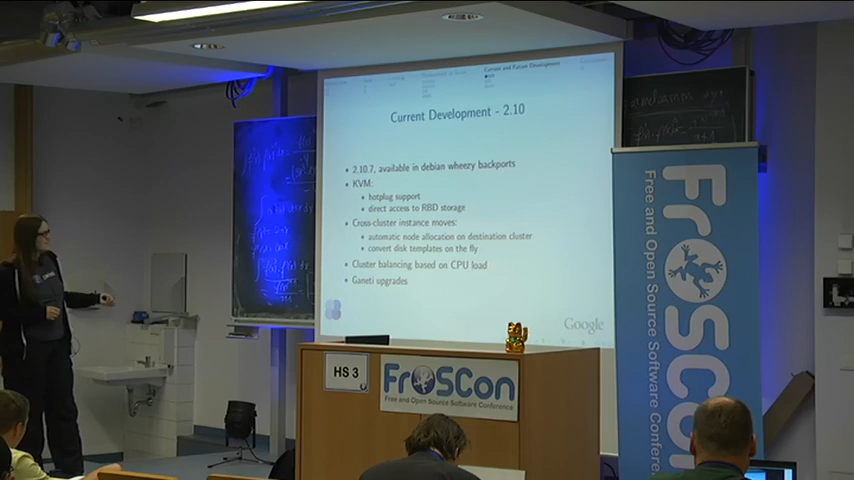 Current and Future Development
Current Development - 2.10
• 2.10.7, available in debian wheezy backports
• KVM:
• hotplug support
• direct access to RBD storage
• Cross-cluster instance moves:
• automatic node allocation on destination cluster
• convert disk templates on the fly
• Cluster balancing based on CPU load
• Ganeti upgrades
Google
HS 3
FrOSCon
Free and Open Source Software Conference
FrOSCon
Free and Open Source Software Conference